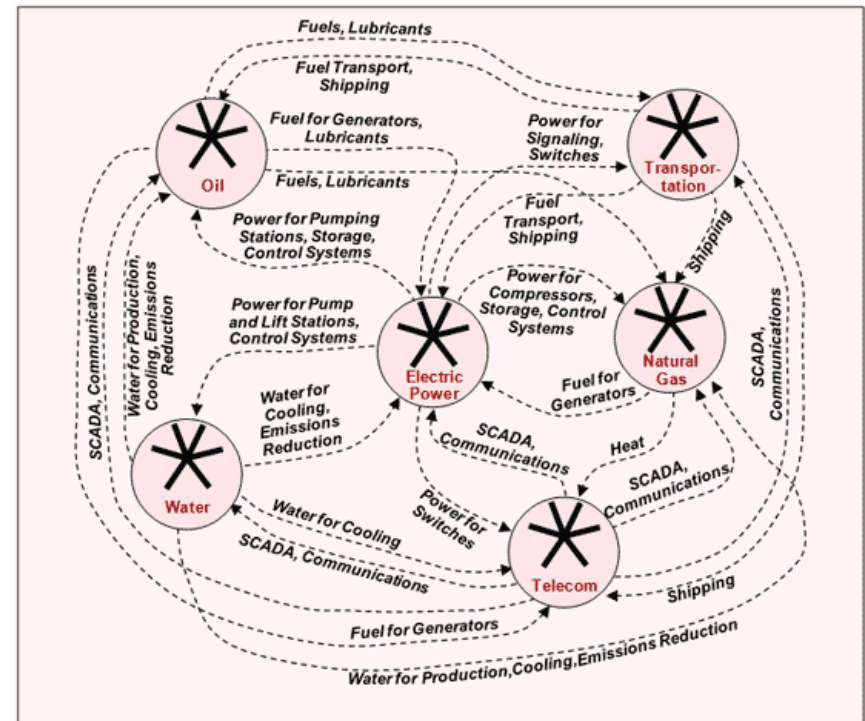 Fuels, Lubricants
Fuel Transport,
Shipping
Fuel for Generators,
Lubricants
Power for
Signaling,
Switches
Oil
Transpor-
tation
Fuels, Lubricants
Fuel
Transport,
Shipping
Shipping
Power for Pumping
Stations, Storage,
Control Systems
Power for
Compressors,
Storage, Control
Systems
SCADA, Communications
Water for Production,
Cooling, Emissions
Reduction
Power for Pump
and Lift Stations,
Control Systems
Electric
Power
Natural
Gas
SCADA,
Communications
Fuel for
Generators
Water for
Cooling,
Emissions
Reduction
SCADA,
Communications
Heat
SCADA,
Communications
Water
Water for Cooling
Power for
Switches
SCADA, Communications
Telecom
Shipping
Fuel for Generators
Water for Production,Cooling,Emissions Reduction